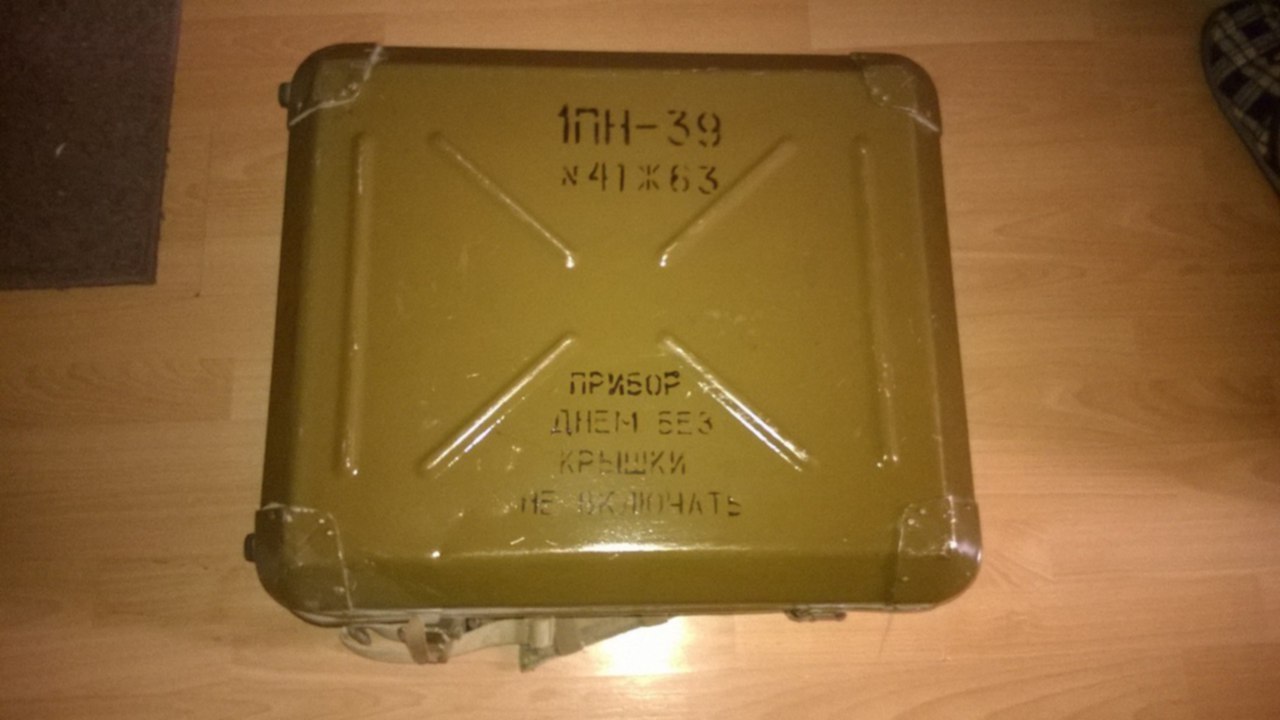 1ПН-39
№41Ж63
ПРИБОР
ДНЕМ БЕЗ
КРЫШКИ
НЕ ВКЛЮЧАТЬ